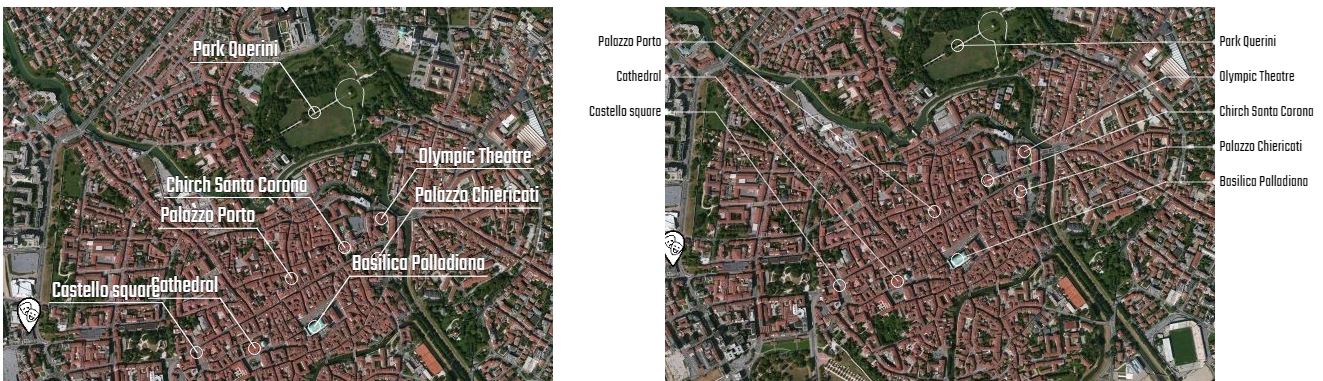 Park Querini
Olympic Theatre
Chirch Santa Corona
Palazzo Chiericati
Palazzo Porto
Basilica Palladiana
Castello square
Cathedral
Palazzo Porto
Cathedral
Castello square
Park Querini
Olympic Theatre
Chirch Santa Corona
Palazzo Chiericati
Basilica Palladiana